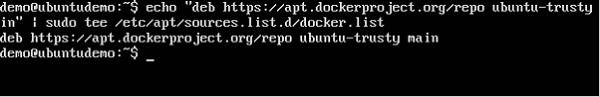 demo@ubuntudemo:~$ echo "deb https://apt.dockerproject.org/repo ubuntu-trusty ma
in" | sudo tee /etc/apt/sources.list.d/docker.list
deb https://apt.dockerproject.org/repo ubuntu-trusty main
demo@ubuntudemo:~$ _